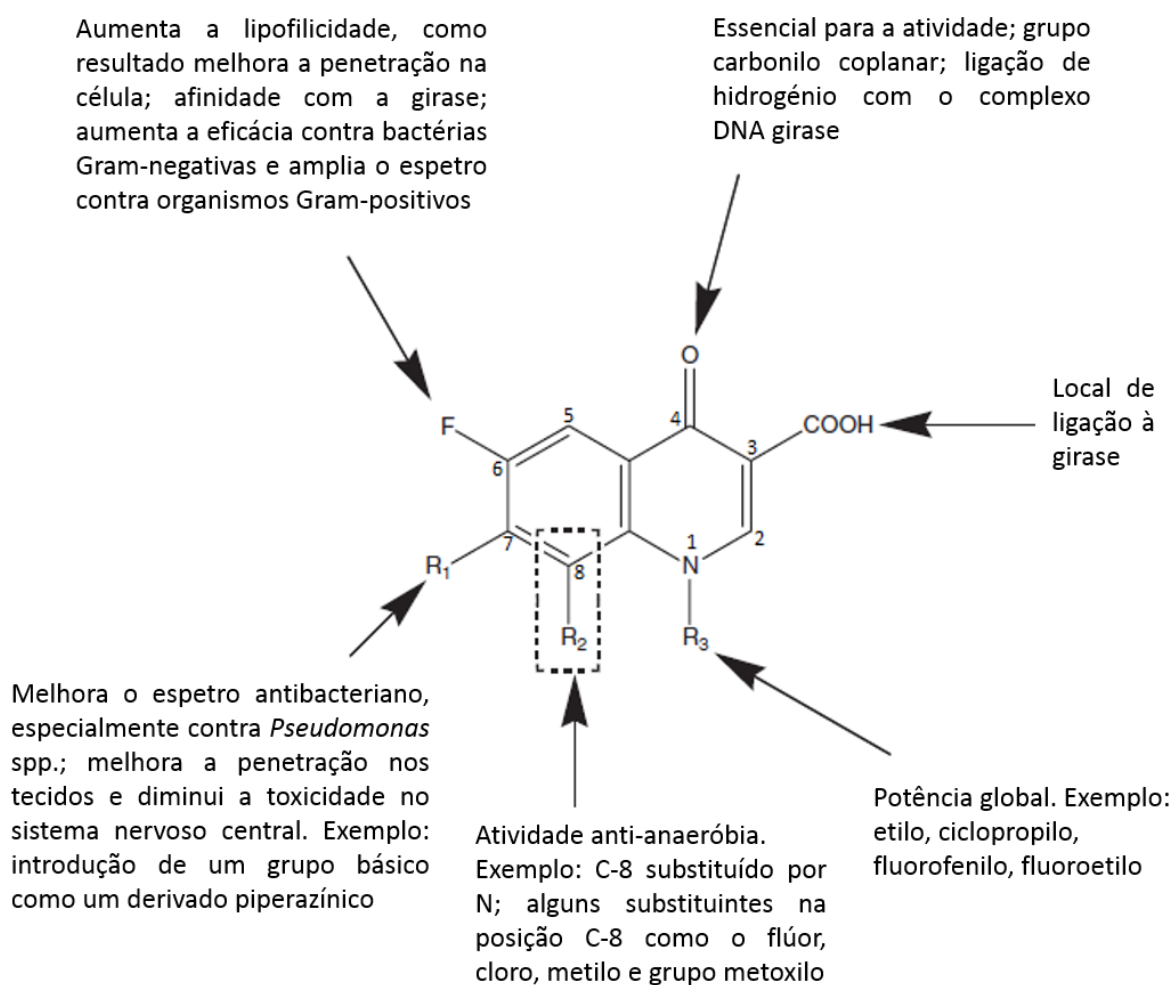 Aumenta a lipofilicidade, como
resultado melhora a penetração na
célula; afinidade com a girase;
aumenta a eficácia contra bactérias
Gram-negativas e amplia o espetro
contra organismos Gram-positivos
Essencial para a atividade; grupo
carbonilo coplanar; ligação de
hidrogénio com o complexo
DNA girase
O
Local de
ligação à
girase
F
5
4
COOH
3
6
7
8
1
2
N
R₁
R₂
R₃
Melhora o espetro antibacteriano,
especialmente contra Pseudomonas
spp.; melhora a penetração nos
tecidos e diminui a toxicidade no
sistema nervoso central. Exemplo:
introdução de um grupo básico
como um derivado piperazínico
Atividade anti-anaeróbia.
Exemplo: C-8 substituído por
N; alguns substituintes na
posição C-8 como o flúor,
cloro, metilo e grupo metoxilo
Potência global. Exemplo:
etilo, ciclopropilo,
fluorofenilo, fluoroetilo